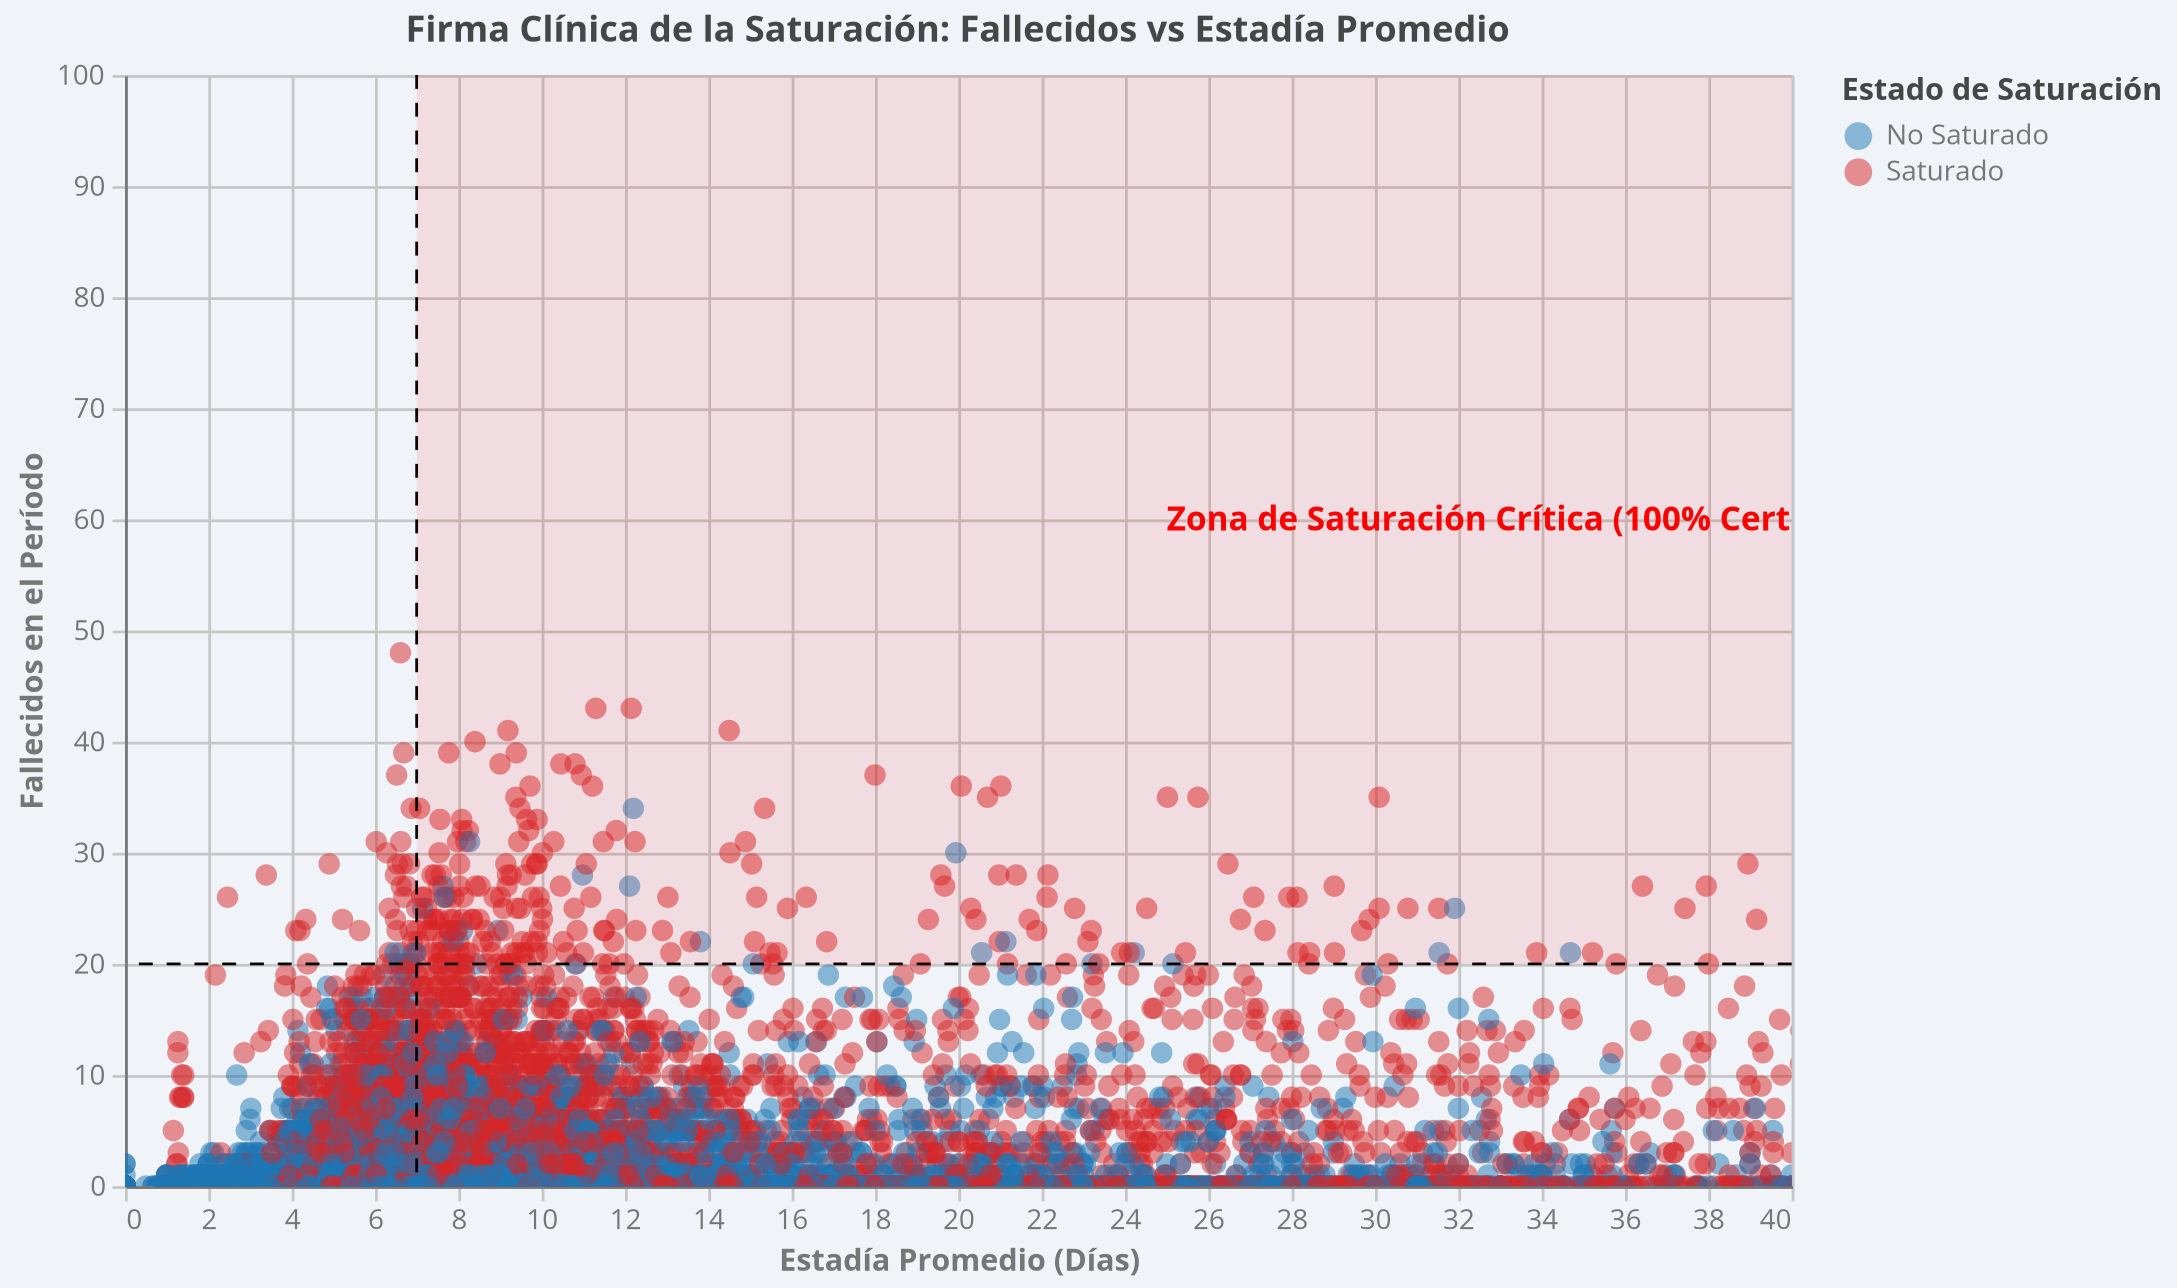 Firma Clínica de la Saturación: Fallecidos vs Estadía Promedio
Estado de Saturación
No Saturado
Saturado
Fallecidos en el Período
100
90
80
70
60
50
40
30
20
10
0
Zona de Saturación Crítica (100% Cert
0 2 4 6 8 10 12 14 16 18 20 22 24 26 28 30 32 34 36 38 40
Estadía Promedio (Días)